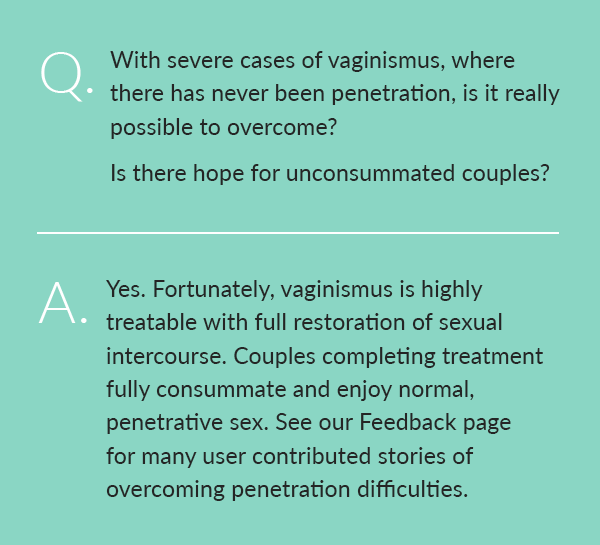 Q. With severe cases of vaginismus, where
there has never been penetration, is it really
possible to overcome?
Is there hope for unconsummated couples?
A. Yes. Fortunately, vaginismus is highly
treatable with full restoration of sexual
intercourse. Couples completing treatment
fully consummate and enjoy normal,
penetrative sex. See our Feedback page
for many user contributed stories of
overcoming penetration difficulties.